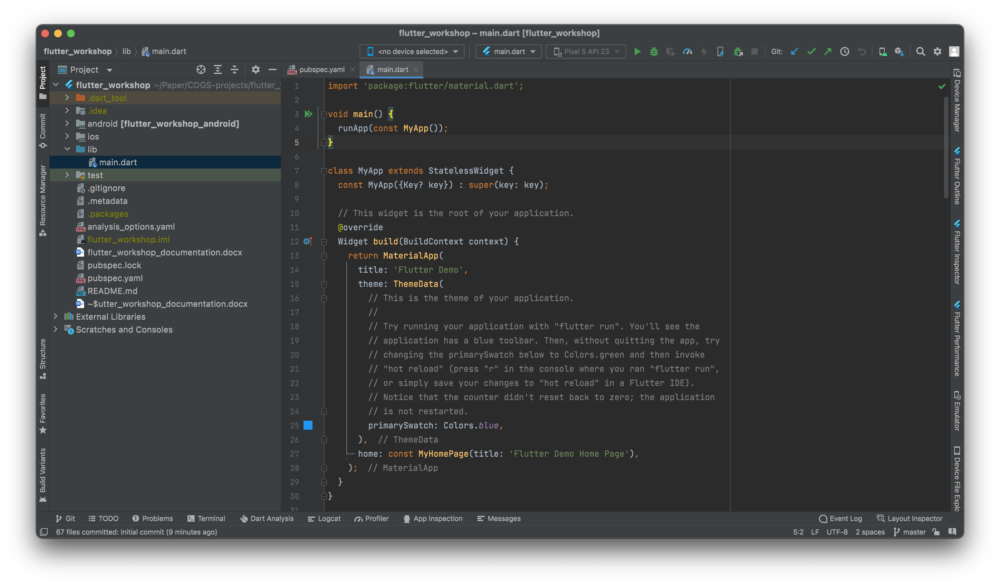 flutter_workshop – main.dart [flutter_workshop]
flutter_workshop lib main.dart
<no device selected> main.dart Pixel 5 API 23 Git:
Project
pubspec.yaml main.dart
Project
Commit
Resource Manager
Structure
Favorites
Build Variants
flutter_workshop ~/Paper/CDGS-projects/flutter_
.dart_tool
.idea
android [flutter_workshop_android]
ios
lib
main.dart
test
.gitignore
.metadata
.packages
analysis_options.yaml
flutter_workshop.iml
flutter_workshop_documentation.docx
pubspec.lock
pubspec.yaml
README.md
~$utter_workshop_documentation.docx
External Libraries
Scratches and Consoles
1 import 'package:flutter/material.dart';
2
3 void main() {
4 runApp(const MyApp());
5 }
6
7 class MyApp extends StatelessWidget {
8 const MyApp({Key? key}) : super(key: key);
9
10 // This widget is the root of your application.
11 @override
12 Widget build(BuildContext context) {
13 return MaterialApp(
14 title: 'Flutter Demo',
15 theme: ThemeData(
16 // This is the theme of your application.
17 //
18 // Try running your application with "flutter run". You'll see the
19 // application has a blue toolbar. Then, without quitting the app, try
20 // changing the primarySwatch below to Colors.green and then invoke
21 // "hot reload" (press "r" in the console where you ran "flutter run",
22 // or simply save your changes to "hot reload" in a Flutter IDE).
23 // Notice that the counter didn't reset back to zero; the application
24 // is not restarted.
25 primarySwatch: Colors.blue,
26 ), // ThemeData
27 home: const MyHomePage(title: 'Flutter Demo Home Page'),
28 ); // MaterialApp
29 }
30 }
31
Device Manager
Flutter Outline
Flutter Inspector
Flutter Performance
Emulator
Device File Explo
Git TODO Problems Terminal Dart Analysis Logcat Profiler App Inspection Messages Event Log Layout Inspector
67 files committed: Initial commit (9 minutes ago) 5:2 LF UTF-8 2 spaces master